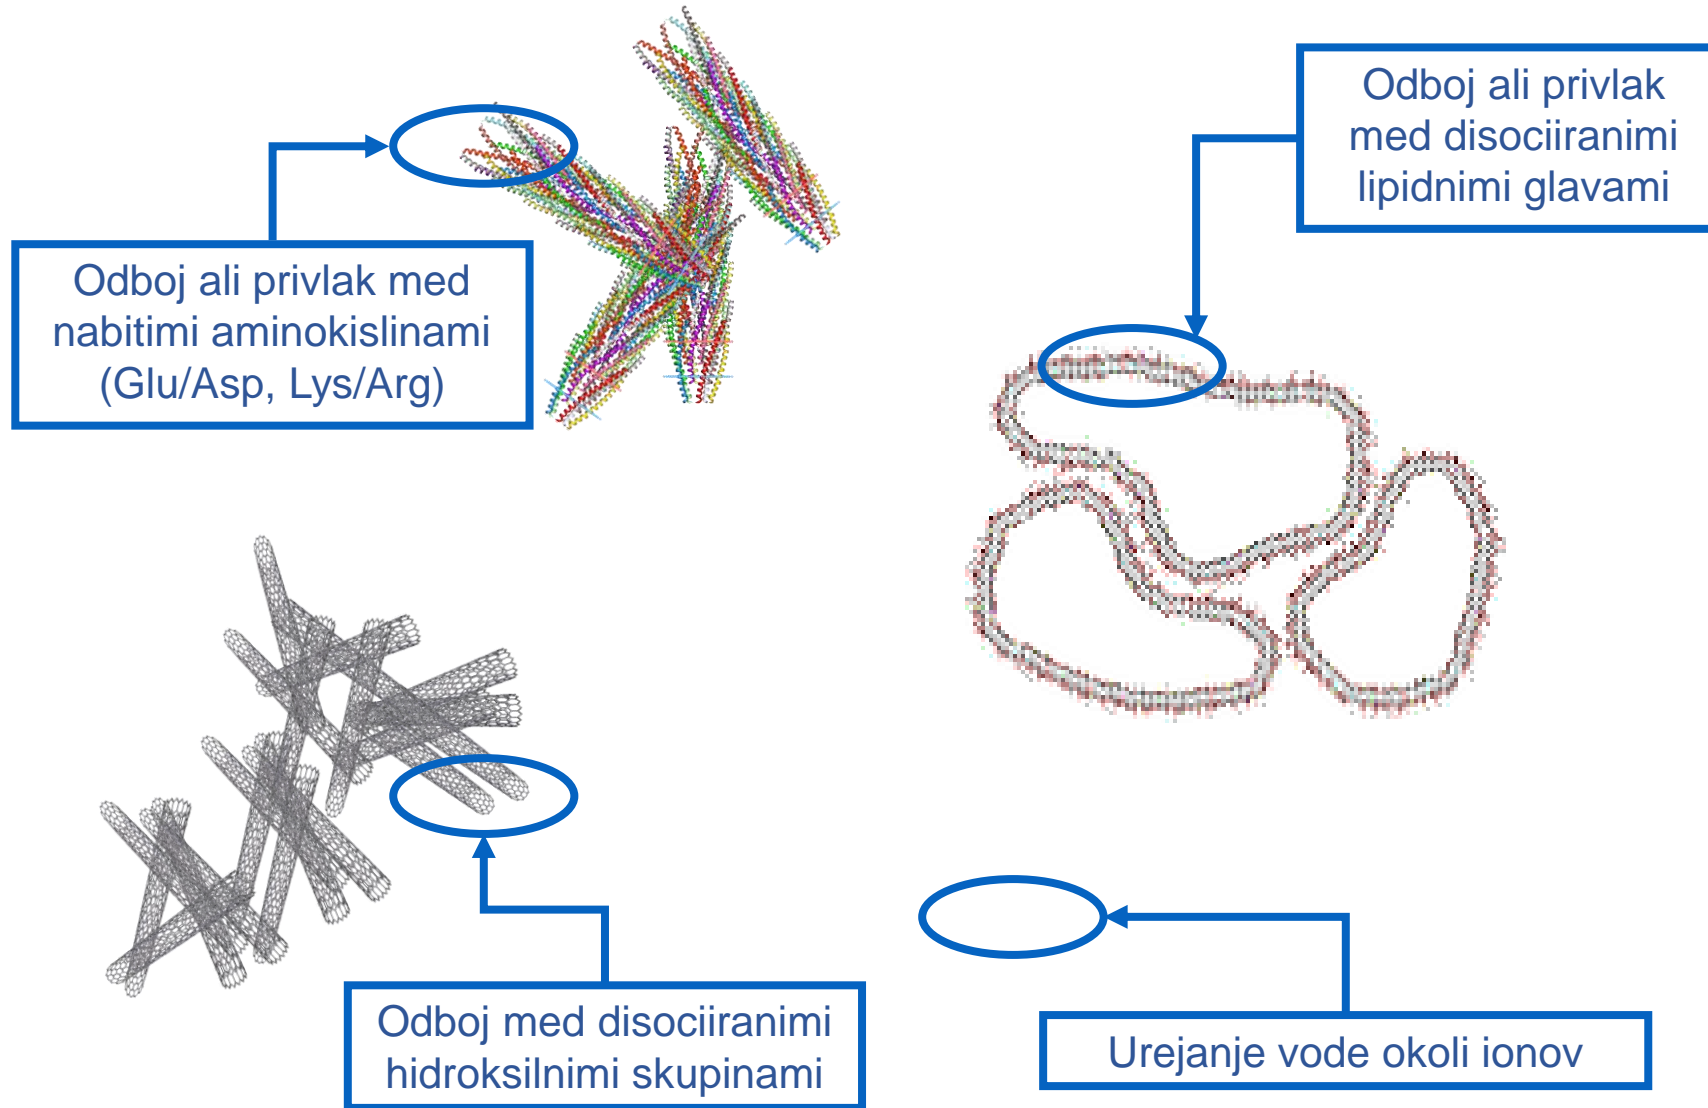 Odboj ali privlak
med disociiranimi
lipidnimi glavami
Odboj ali privlak med
nabitimi aminokislinami
(Glu/Asp, Lys/Arg)
Odboj med disociiranimi
hidroksilnimi skupinami
Urejanje vode okoli ionov